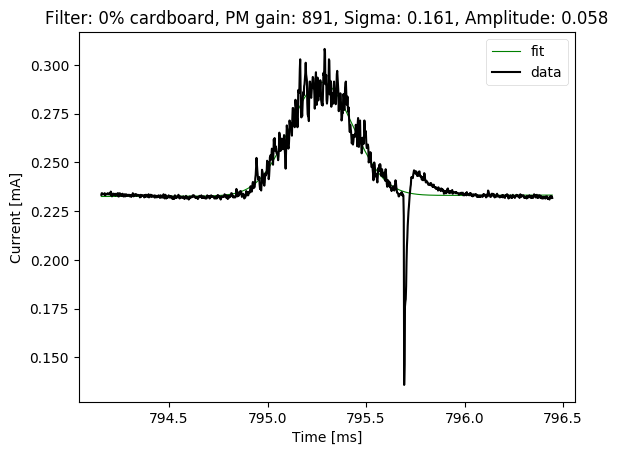 Filter: 0% cardboard, PM gain: 891, Sigma: 0.161, Amplitude: 0.058
fit
data
0.300
0.275
0.250
0.225
0.200
0.175
0.150
Current [mA]
794.5 795.0 795.5 796.0 796.5
Time [ms]